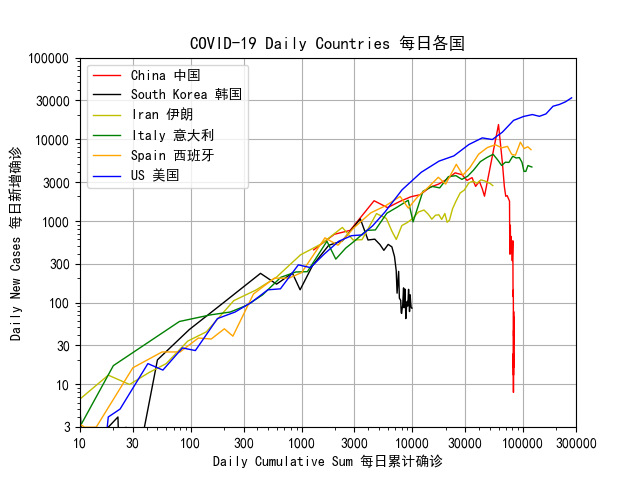 COVID-19 Daily Countries 每日各国
100000
30000
10000
3000
1000
300
100
30
10
3
Daily New Cases 每日新增确诊
China 中国
South Korea 韩国
Iran 伊朗
Italy 意大利
Spain 西班牙
US 美国
10 30 100 300 1000 3000 10000 30000 100000 300000
Daily Cumulative Sum 每日累计确诊